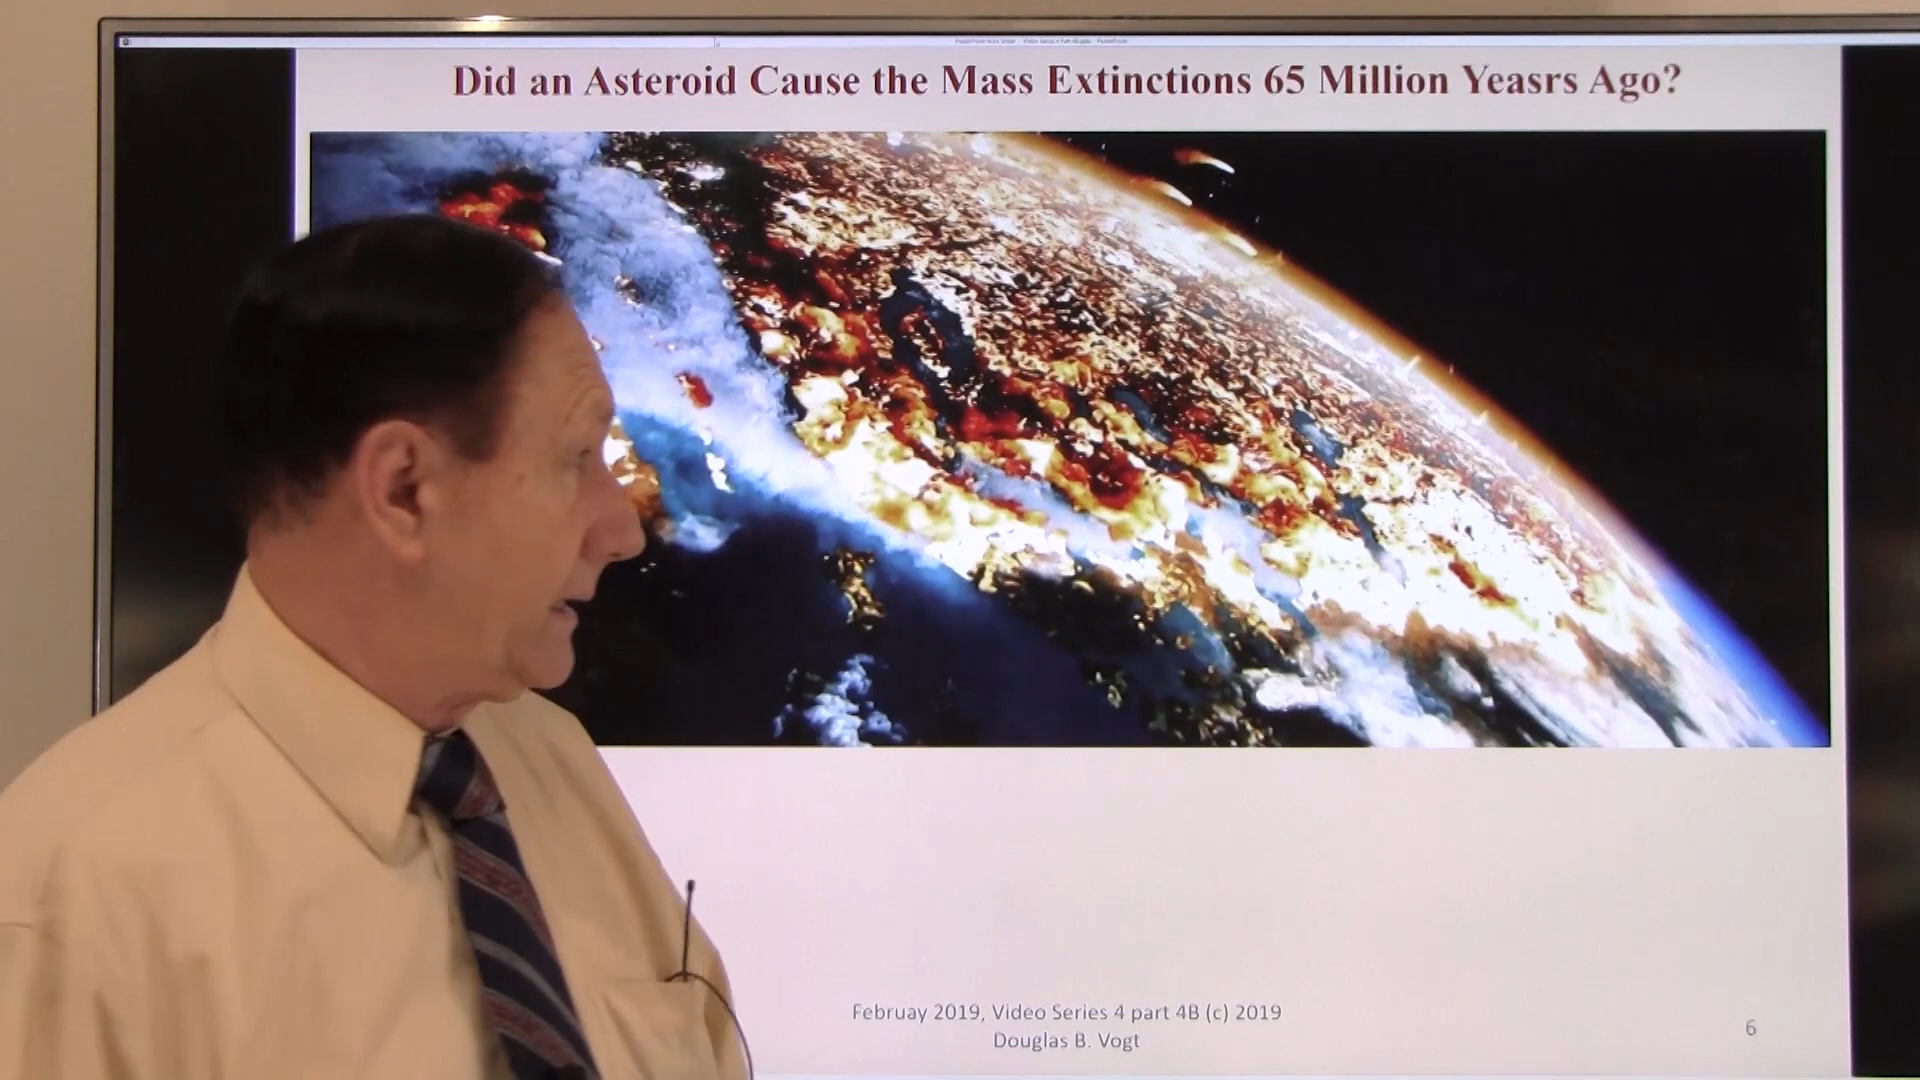 Did an Asteroid Cause the Mass Extinctions 65 Million Yeasrs Ago?
Februay 2019, Video Series 4 part 4B (c) 2019
Douglas B. Vogt
6